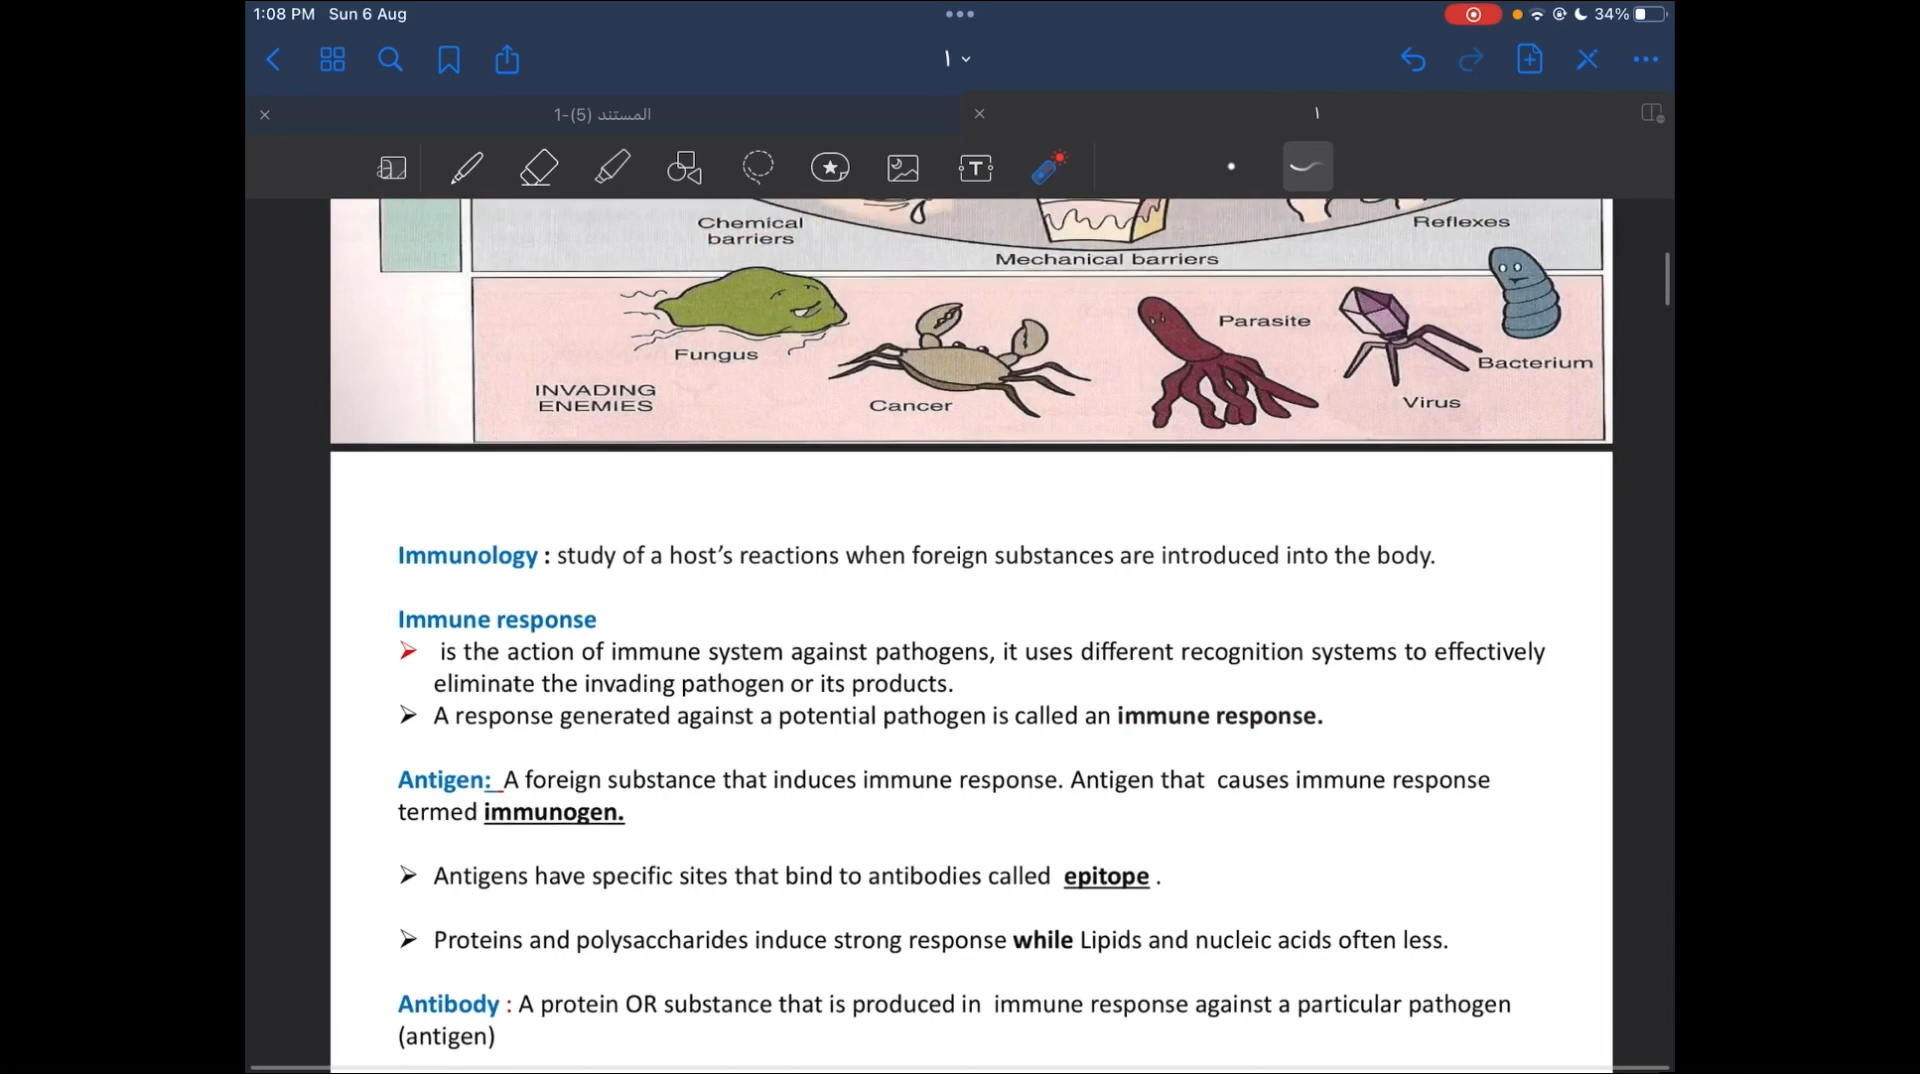 1:08 PM Sun 6 Aug
34%
١
المستند (5)-1
١
Chemical barriers
Reflexes
Mechanical barriers
Fungus
Parasite
Bacterium
INVADING ENEMIES
Cancer
Virus
Immunology : study of a host’s reactions when foreign substances are introduced into the body.
Immune response
➢ is the action of immune system against pathogens, it uses different recognition systems to effectively
eliminate the invading pathogen or its products.
➢ A response generated against a potential pathogen is called an immune response.
Antigen: A foreign substance that induces immune response. Antigen that causes immune response
termed immunogen.
➢ Antigens have specific sites that bind to antibodies called epitope .
➢ Proteins and polysaccharides induce strong response while Lipids and nucleic acids often less.
Antibody : A protein OR substance that is produced in immune response against a particular pathogen
(antigen)